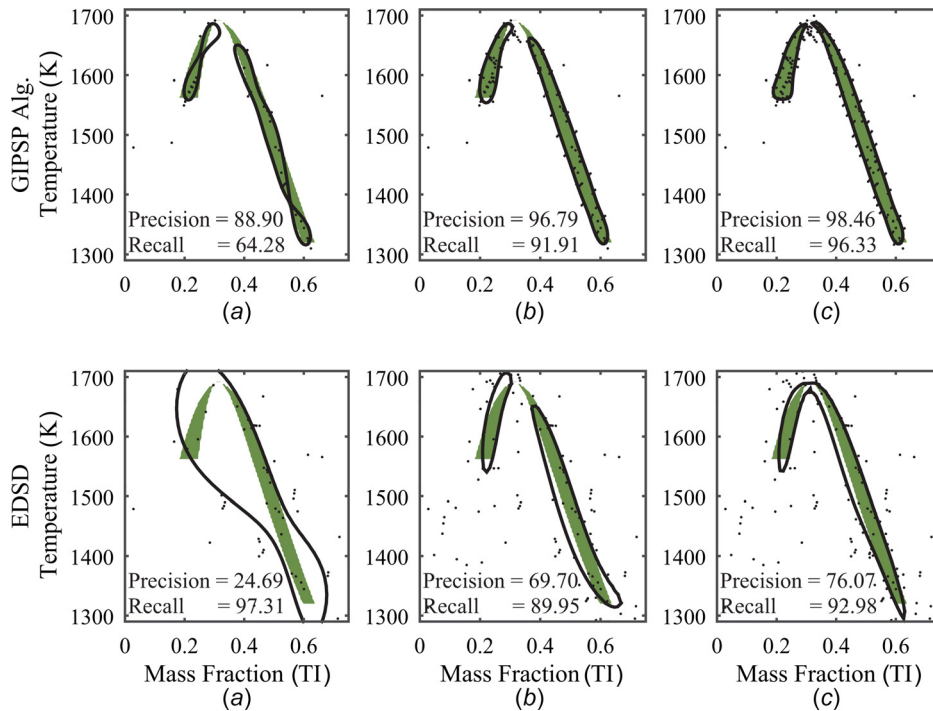 GIPSP Alg.
Temperature (K)
1700
1600
1500
1400
1300
Precision = 88.90
Recall = 64.28
0 0.2 0.4 0.6
(a)
1700
1600
1500
1400
1300
Precision = 96.79
Recall = 91.91
0 0.2 0.4 0.6
(b)
1700
1600
1500
1400
1300
Precision = 98.46
Recall = 96.33
0 0.2 0.4 0.6
(c)
EDSD
Temperature (K)
1700
1600
1500
1400
1300
Precision = 24.69
Recall = 97.31
0 0.2 0.4 0.6
Mass Fraction (TI)
(a)
1700
1600
1500
1400
1300
Precision = 69.70
Recall = 89.95
0 0.2 0.4 0.6
Mass Fraction (TI)
(b)
1700
1600
1500
1400
1300
Precision = 76.07
Recall = 92.98
0 0.2 0.4 0.6
Mass Fraction (TI)
(c)